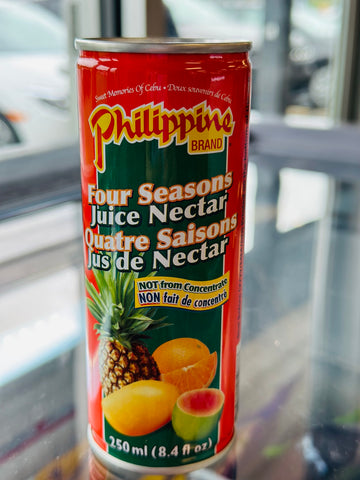 Sweet Memories Of Cebu • Doux souvenirs de Cebu
Philippine
BRAND
Four Seasons
Juice Nectar
Quatre Saisons
Jus de Nectar
NOT from Concentrate
NON fait de concentré
250 ml (8.4 fl oz)